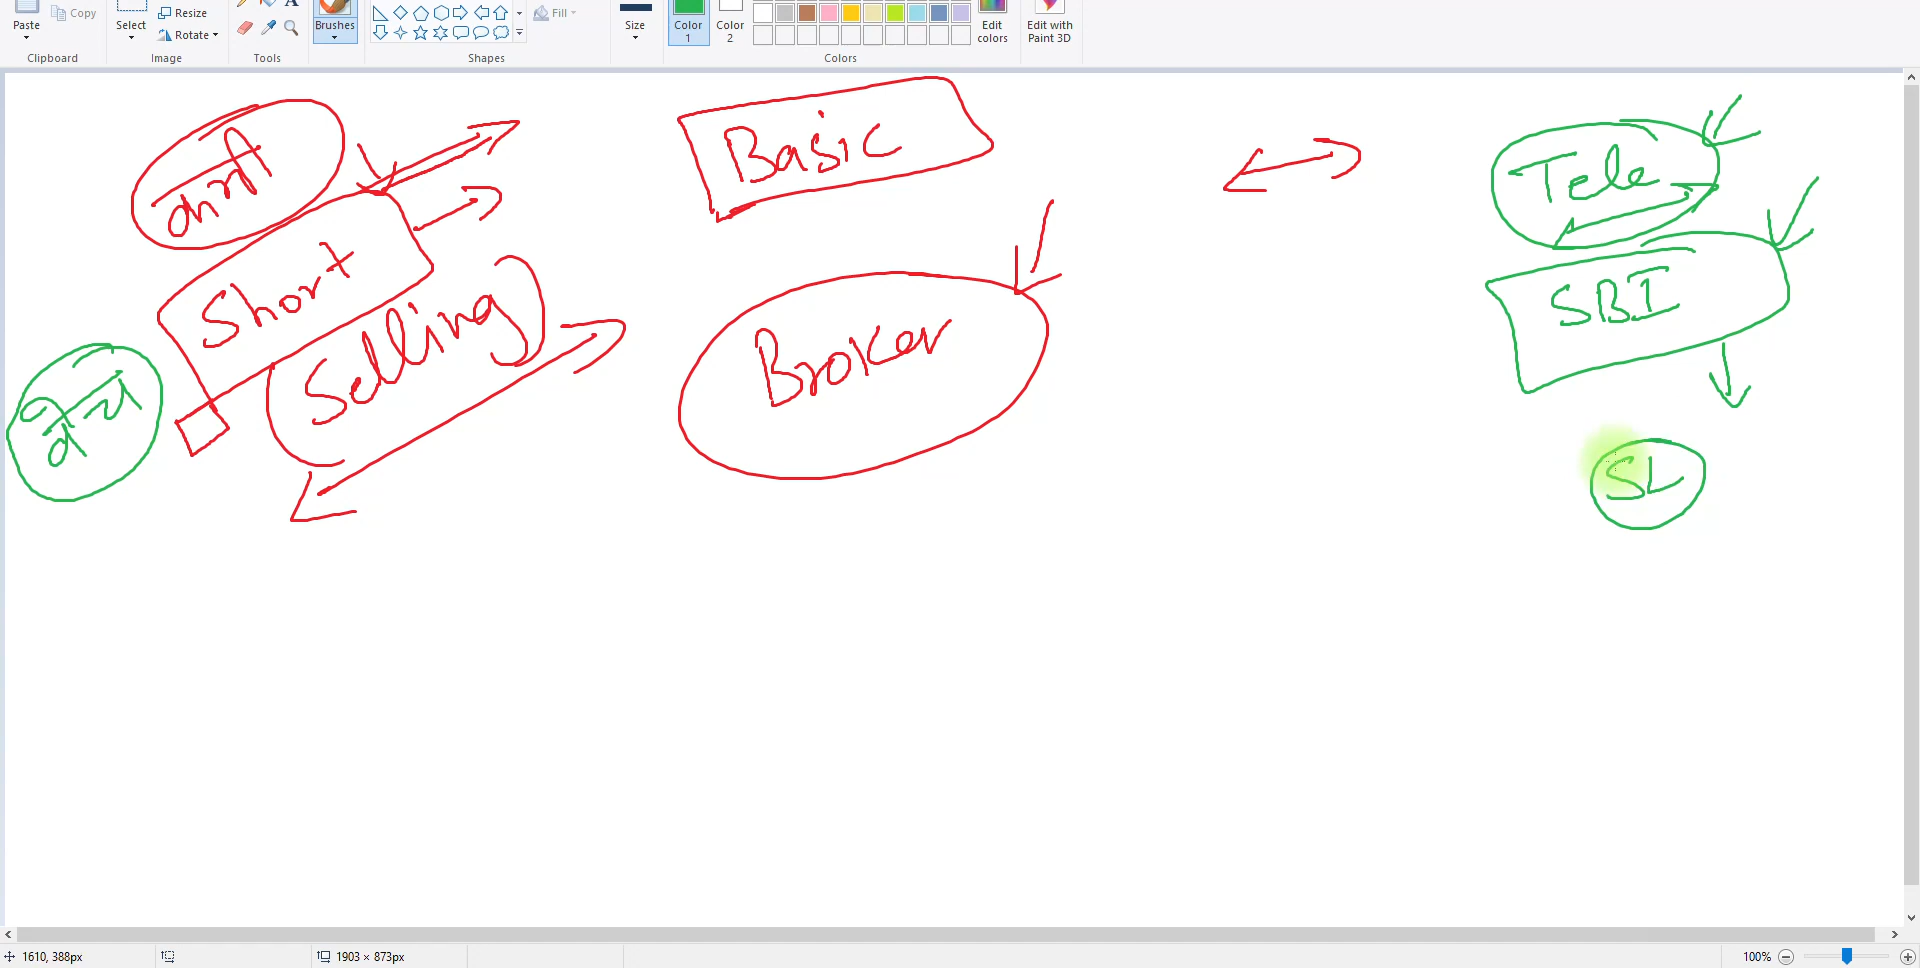 Paste
Copy
Select
Resize
Rotate
A
Brushes
Fill
Size
Color 1
Color 2
Edit colors
Edit with Paint 3D
Clipboard
Image
Tools
Shapes
Colors
Basic
Tele
Short
Selling
Broker
SBI
SL
1610, 388px
1903 × 873px
100%